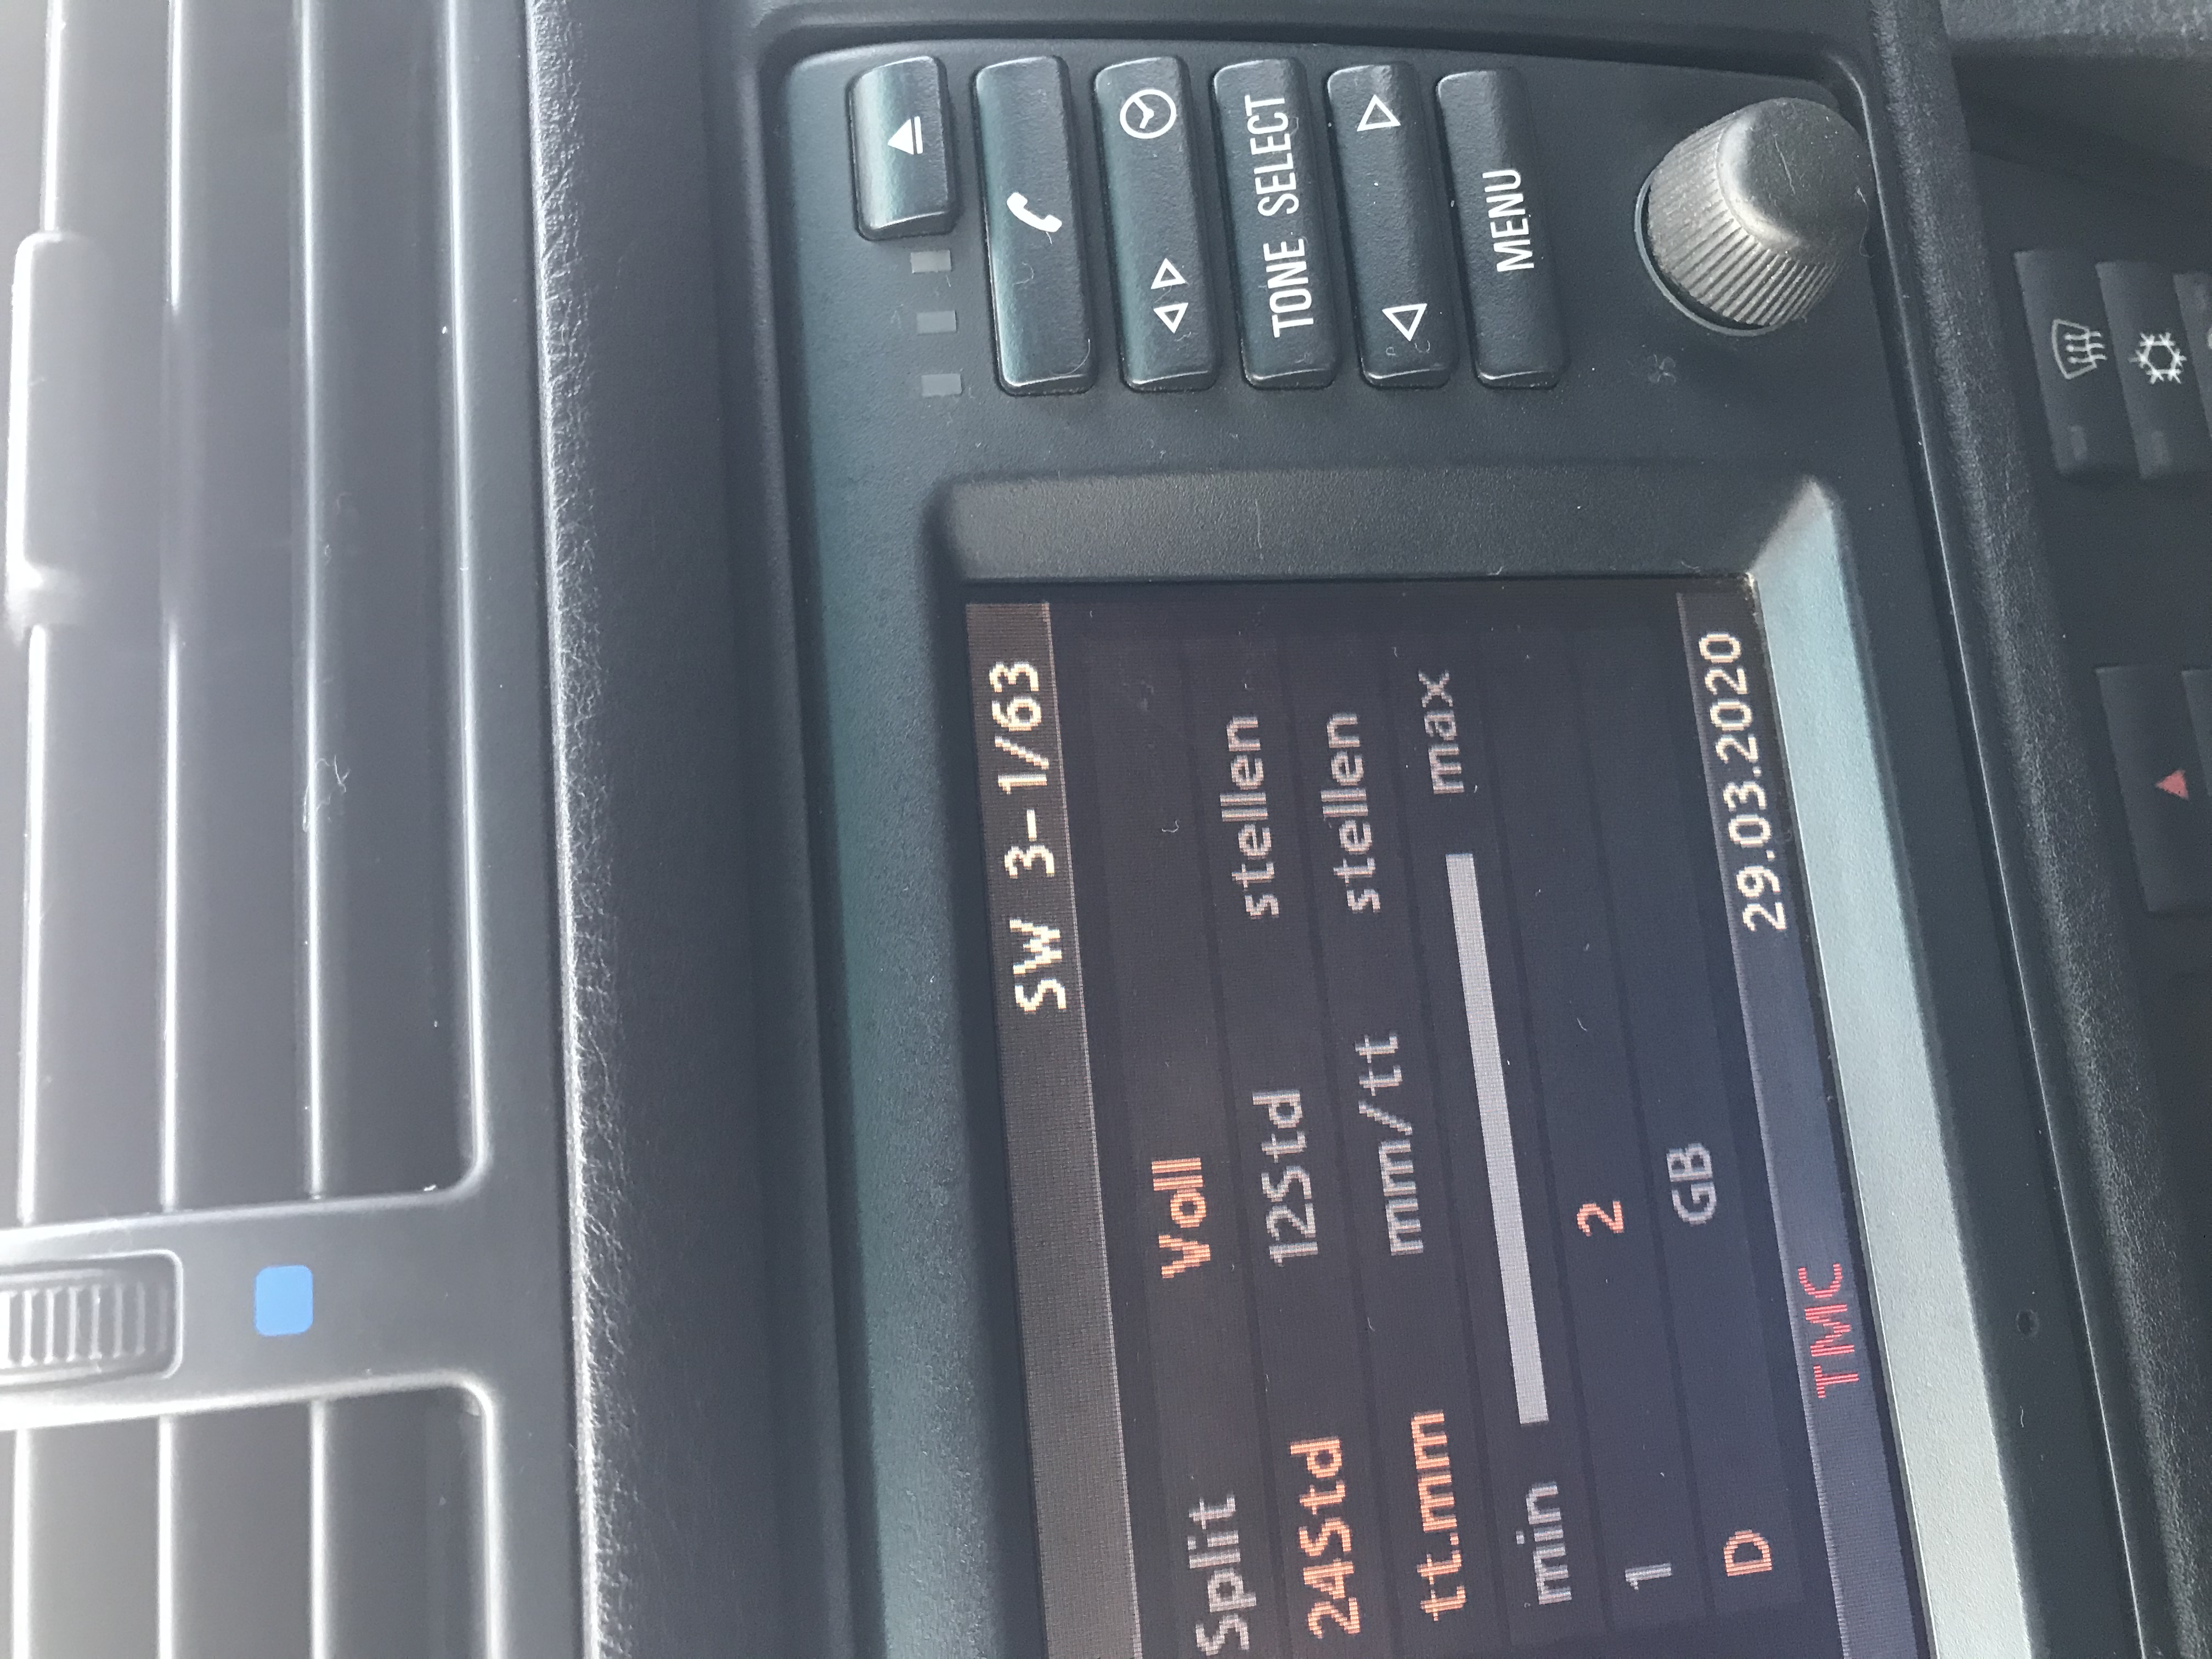 SW 3-1/63
Split Voll
24Std 12Std stellen
tt.mm mm/tt stellen
min max
1 2
D GB
TMC 29.03.2020
TONE SELECT
MENU